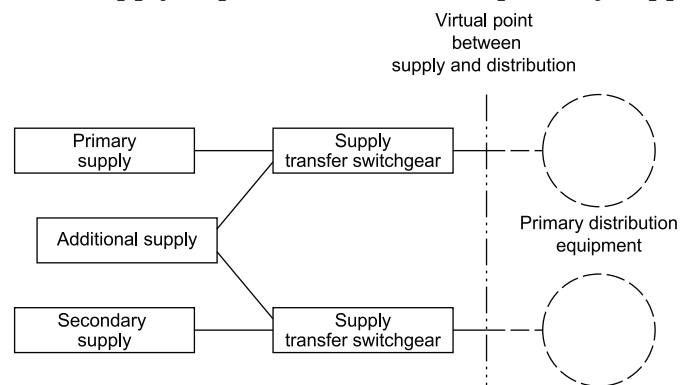 Virtual point
between
supply and distribution
Primary
supply
Supply
transfer switchgear
Additional supply
Primary distribution
equipment
Secondary
supply
Supply
transfer switchgear